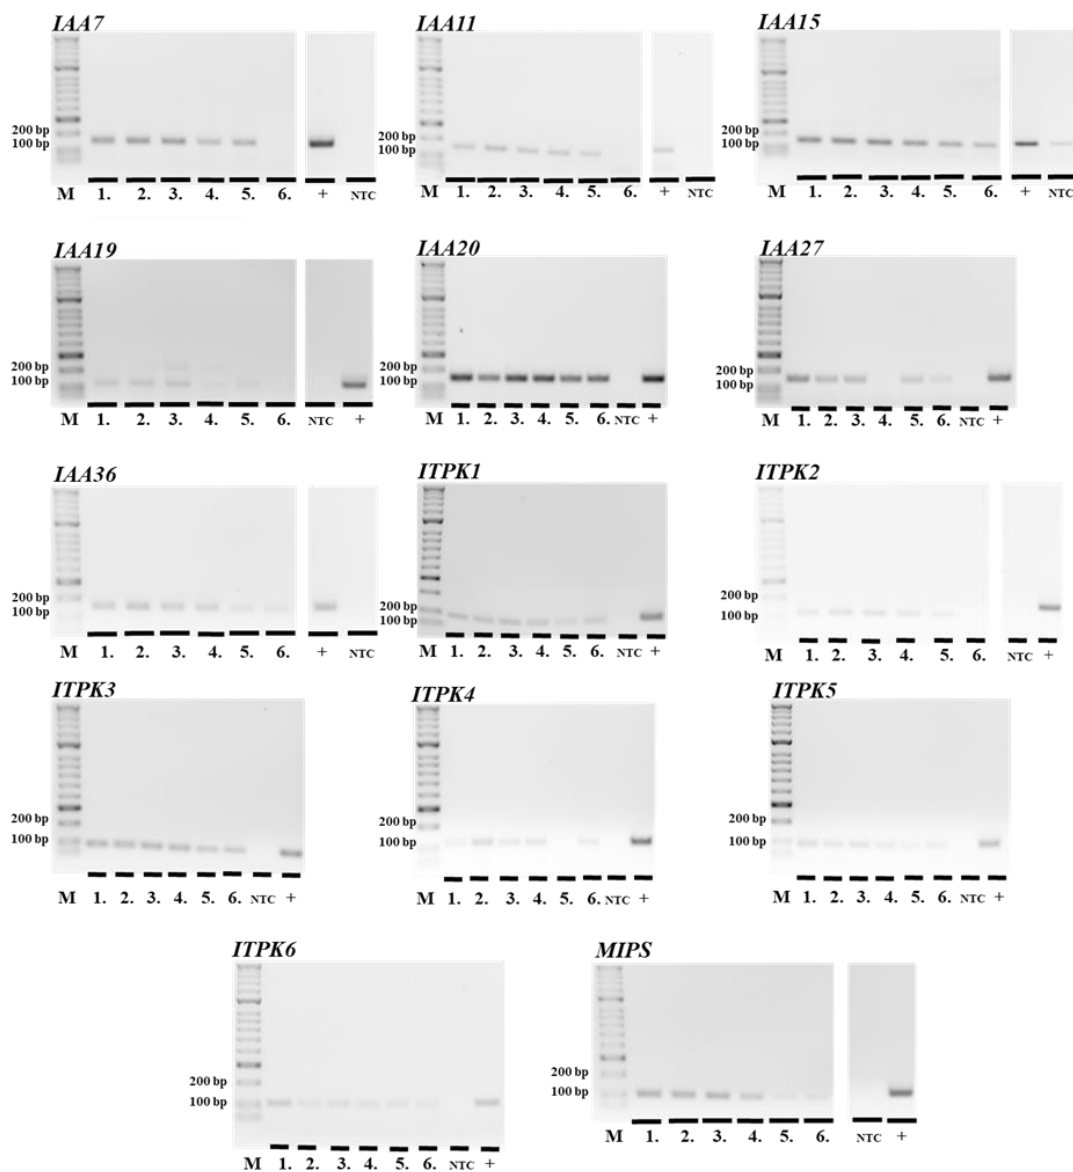 IAA7
200 bp
100 bp
M 1. 2. 3. 4. 5. 6. + NTC
IAA11
200 bp
100 bp
1. 2. 3. 4. 5. 6. + NTC
IAA15
200 bp
100 bp
M 1. 2. 3. 4. 5. 6. + NTC
IAA19
200 bp
100 bp
M 1. 2. 3. 4. 5. 6. NTC +
IAA20
200 bp
100 bp
M 1. 2. 3. 4. 5. 6. NTC +
IAA27
200 bp
100 bp
M 1. 2. 3. 4. 5. 6. NTC +
IAA36
200 bp
100 bp
M 1. 2. 3. 4. 5. 6. + NTC
ITPK1
200 bp
100 bp
M 1. 2. 3. 4. 5. 6. NTC +
ITPK2
200 bp
100 bp
M 1. 2. 3. 4. 5. 6. NTC +
ITPK3
200 bp
100 bp
M 1. 2. 3. 4. 5. 6. NTC +
ITPK4
200 bp
100 bp
M 1. 2. 3. 4. 5. 6. NTC +
ITPK5
200 bp
100 bp
M 1. 2. 3. 4. 5. 6. NTC +
ITPK6
200 bp
100 bp
M 1. 2. 3. 4. 5. 6. NTC +
MIPS
200 bp
100 bp
M 1. 2. 3. 4. 5. 6. NTC +